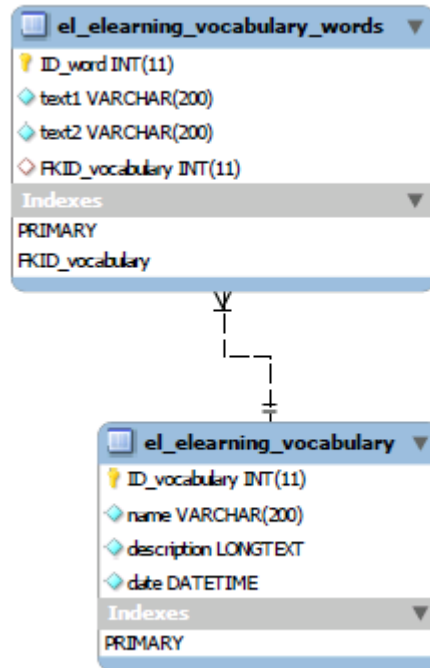 el_elearning_vocabulary_words
ID_word INT(11)
text1 VARCHAR(200)
text2 VARCHAR(200)
FKID_vocabulary INT(11)
Indexes
PRIMARY
FKID_vocabulary
el_elearning_vocabulary
ID_vocabulary INT(11)
name VARCHAR(200)
description LONGTEXT
date DATETIME
Indexes
PRIMARY